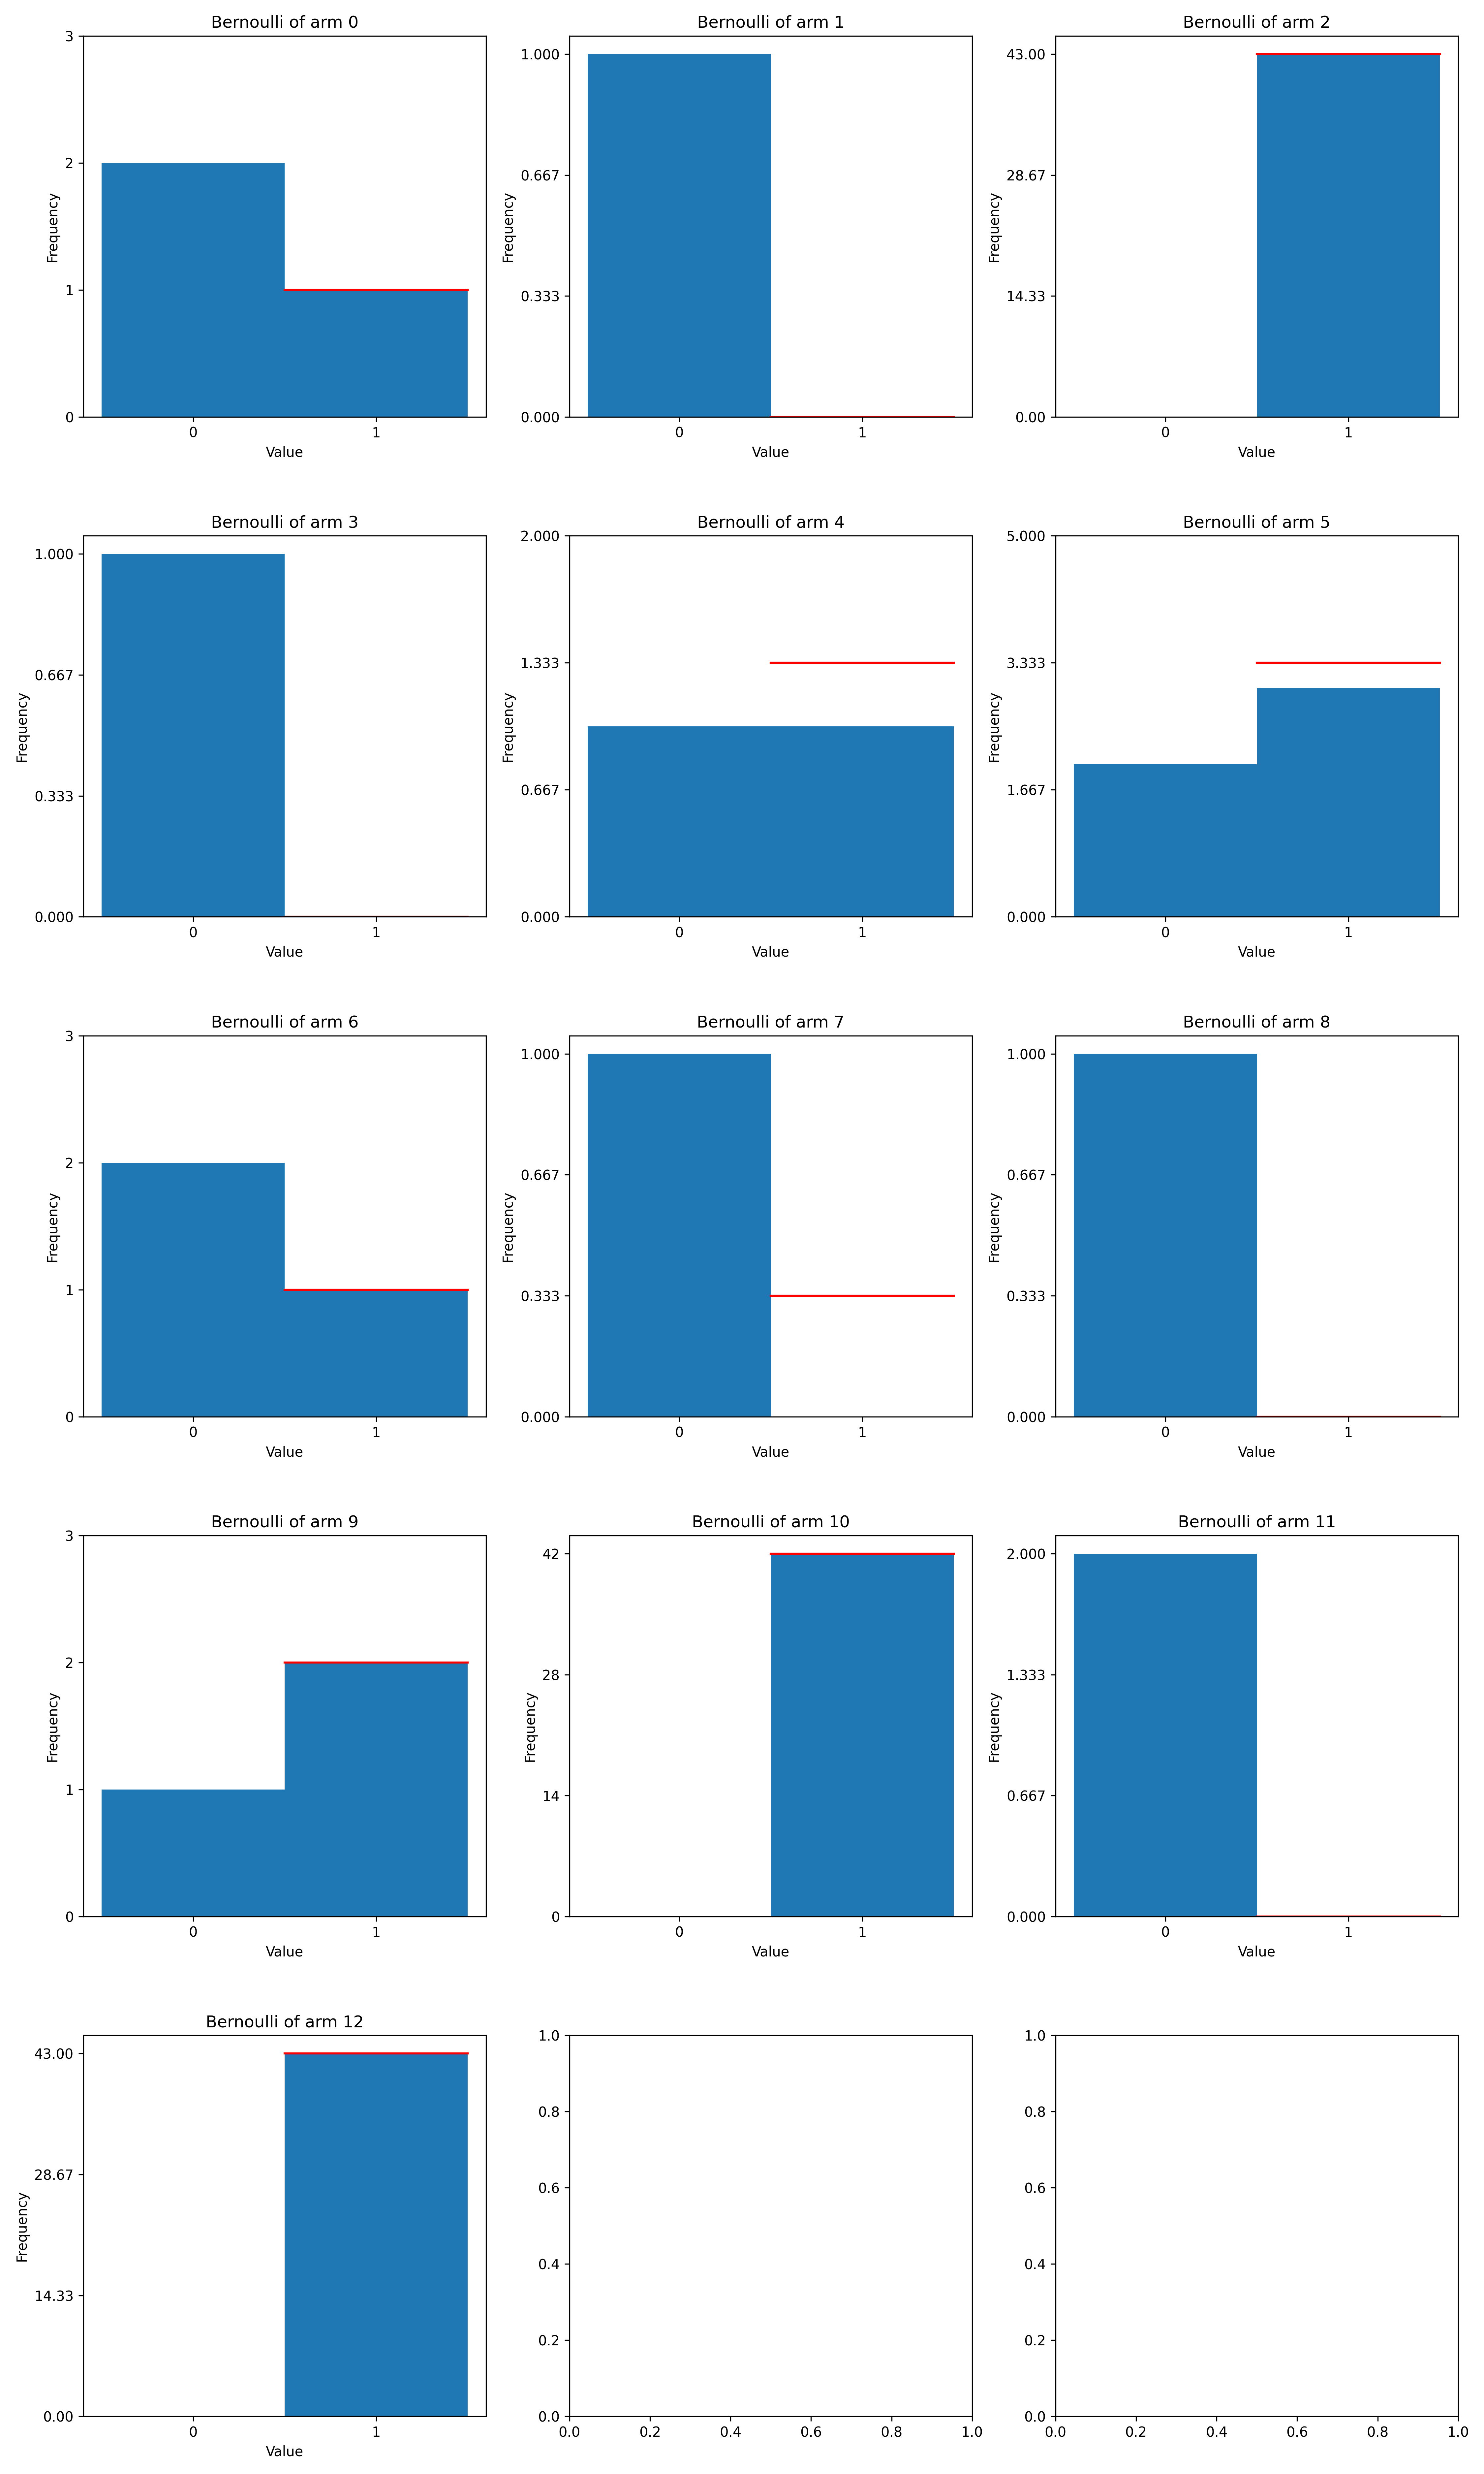 Bernoulli of arm 0
3
2
1
0
Frequency
0 1
Value
Bernoulli of arm 1
1.000
0.667
0.333
0.000
Frequency
0 1
Value
Bernoulli of arm 2
43.00
28.67
14.33
0.00
Frequency
0 1
Value
Bernoulli of arm 3
1.000
0.667
0.333
0.000
Frequency
0 1
Value
Bernoulli of arm 4
2.000
1.333
0.667
0.000
Frequency
0 1
Value
Bernoulli of arm 5
5.000
3.333
1.667
0.000
Frequency
0 1
Value
Bernoulli of arm 6
3
2
1
0
Frequency
0 1
Value
Bernoulli of arm 7
1.000
0.667
0.333
0.000
Frequency
0 1
Value
Bernoulli of arm 8
1.000
0.667
0.333
0.000
Frequency
0 1
Value
Bernoulli of arm 9
3
2
1
0
Frequency
0 1
Value
Bernoulli of arm 10
42
28
14
0
Frequency
0 1
Value
Bernoulli of arm 11
2.000
1.333
0.667
0.000
Frequency
0 1
Value
Bernoulli of arm 12
43.00
28.67
14.33
0.00
Frequency
0 1
Value
1.0
0.8
0.6
0.4
0.2
0.0
0.0 0.2 0.4 0.6 0.8 1.0
1.0
0.8
0.6
0.4
0.2
0.0
0.0 0.2 0.4 0.6 0.8 1.0